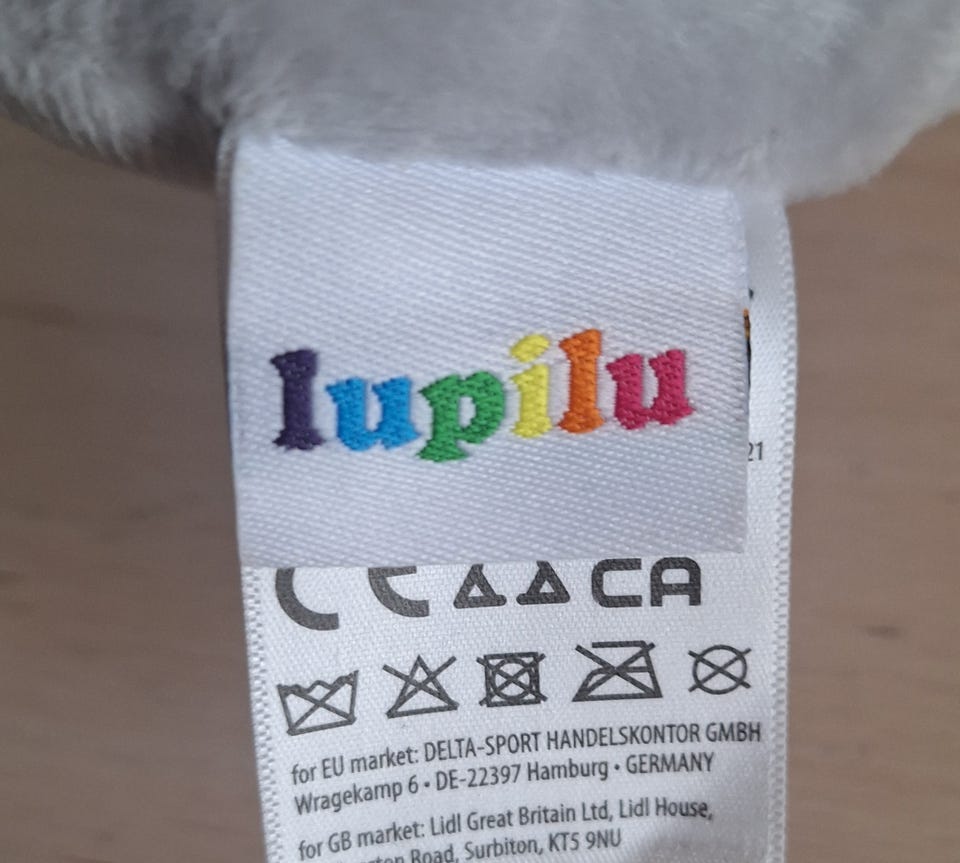 lupilu
21
CE CA
for EU market: DELTA-SPORT HANDELSKONTOR GMBH
Wragekamp 6 • DE-22397 Hamburg • GERMANY
for GB market: Lidl Great Britain Ltd, Lidl House,
Road, Surbiton, KT5 9NU